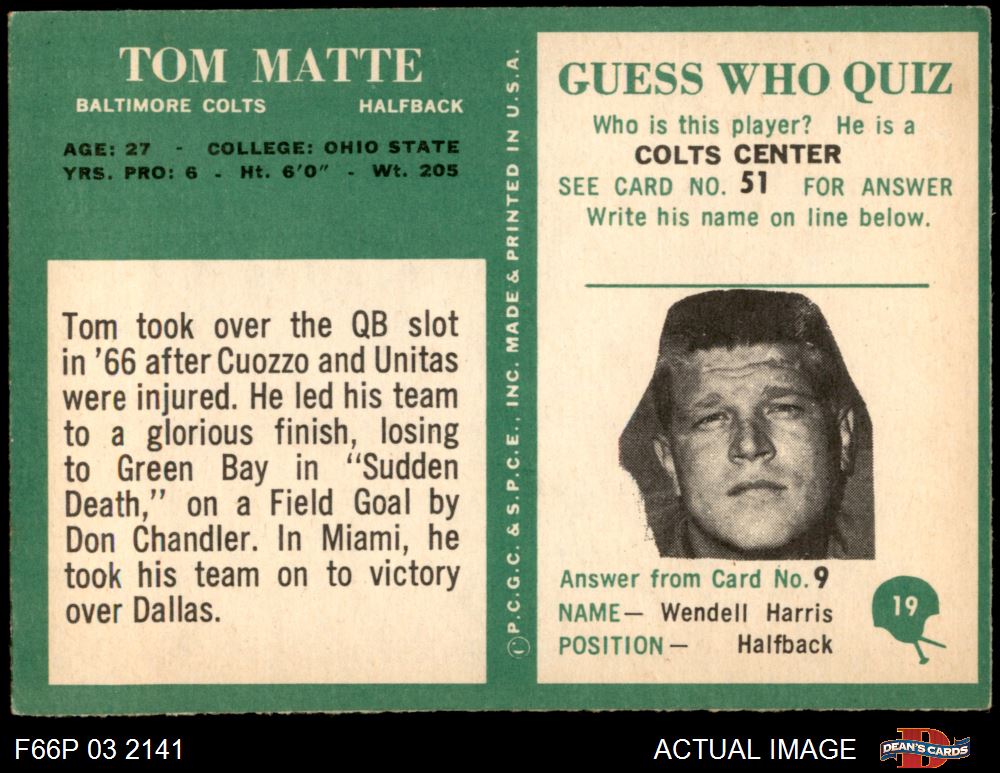 TOM MATTE
BALTIMORE COLTS HALFBACK
AGE: 27 - COLLEGE: OHIO STATE
YRS. PRO: 6 - Ht. 6'0" - Wt. 205
Tom took over the QB slot
in '66 after Cuozzo and Unitas
were injured. He led his team
to a glorious finish, losing
to Green Bay in "Sudden
Death," on a Field Goal by
Don Chandler. In Miami, he
took his team on to victory
over Dallas.
© P.C.G.C. & S.P.C.E., INC. MADE & PRINTED IN U.S.A.
GUESS WHO QUIZ
Who is this player? He is a
COLTS CENTER
SEE CARD NO. 51 FOR ANSWER
Write his name on line below.
Answer from Card No. 9
NAME— Wendell Harris
POSITION— Halfback
19
F66P 03 2141
ACTUAL IMAGE
D
DEAN'S CARDS